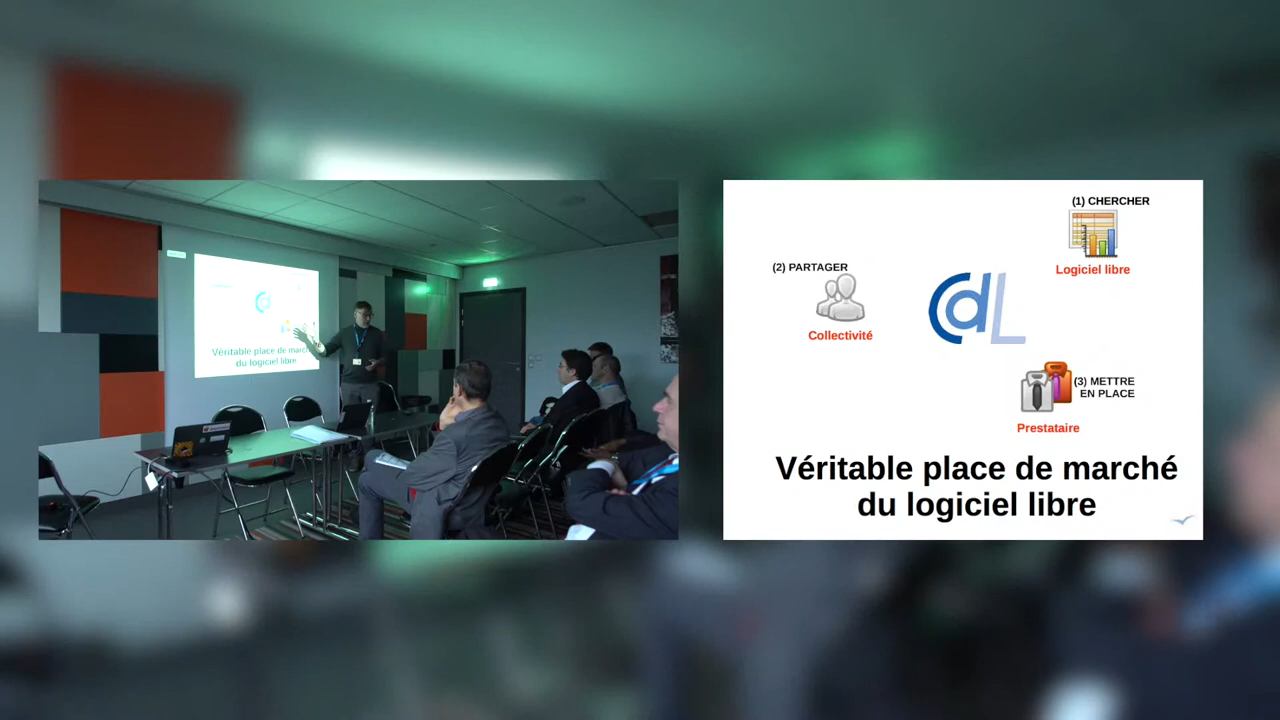 Véritable place de marché
du logiciel libre
(1) CHERCHER
Logiciel libre
(2) PARTAGER
Collectivité
CdL
(3) METTRE
EN PLACE
Prestataire
Véritable place de marché
du logiciel libre